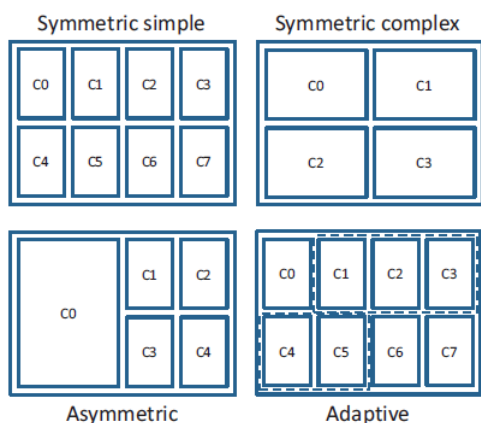 Symmetric simple
C0 C1 C2 C3
C4 C5 C6 C7
Symmetric complex
C0 C1
C2 C3
C0
C1 C2
C3 C4
Asymmetric
C0 C1 C2 C3
C4 C5 C6 C7
Adaptive